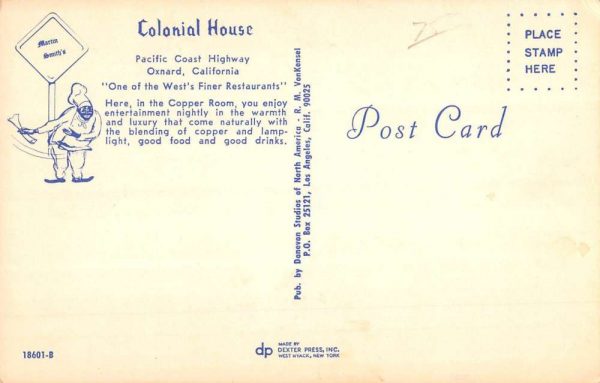 Martin
Smith's
Colonial House
Pacific Coast Highway
Oxnard, California
"One of the West's Finer Restaurants"
Here, in the Copper Room, you enjoy
entertainment nightly in the warmth
and luxury that come naturally with
the blending of copper and lamp-
light, good food and good drinks.
18601-B
Pub. by Donovan Studios of North America - R. M. VonKensel
P.O. Box 25121, Los Angeles, Calif. 90025
dp
MADE BY
DEXTER PRESS, INC.
WEST NYACK, NEW YORK
Post Card
PLACE
STAMP
HERE